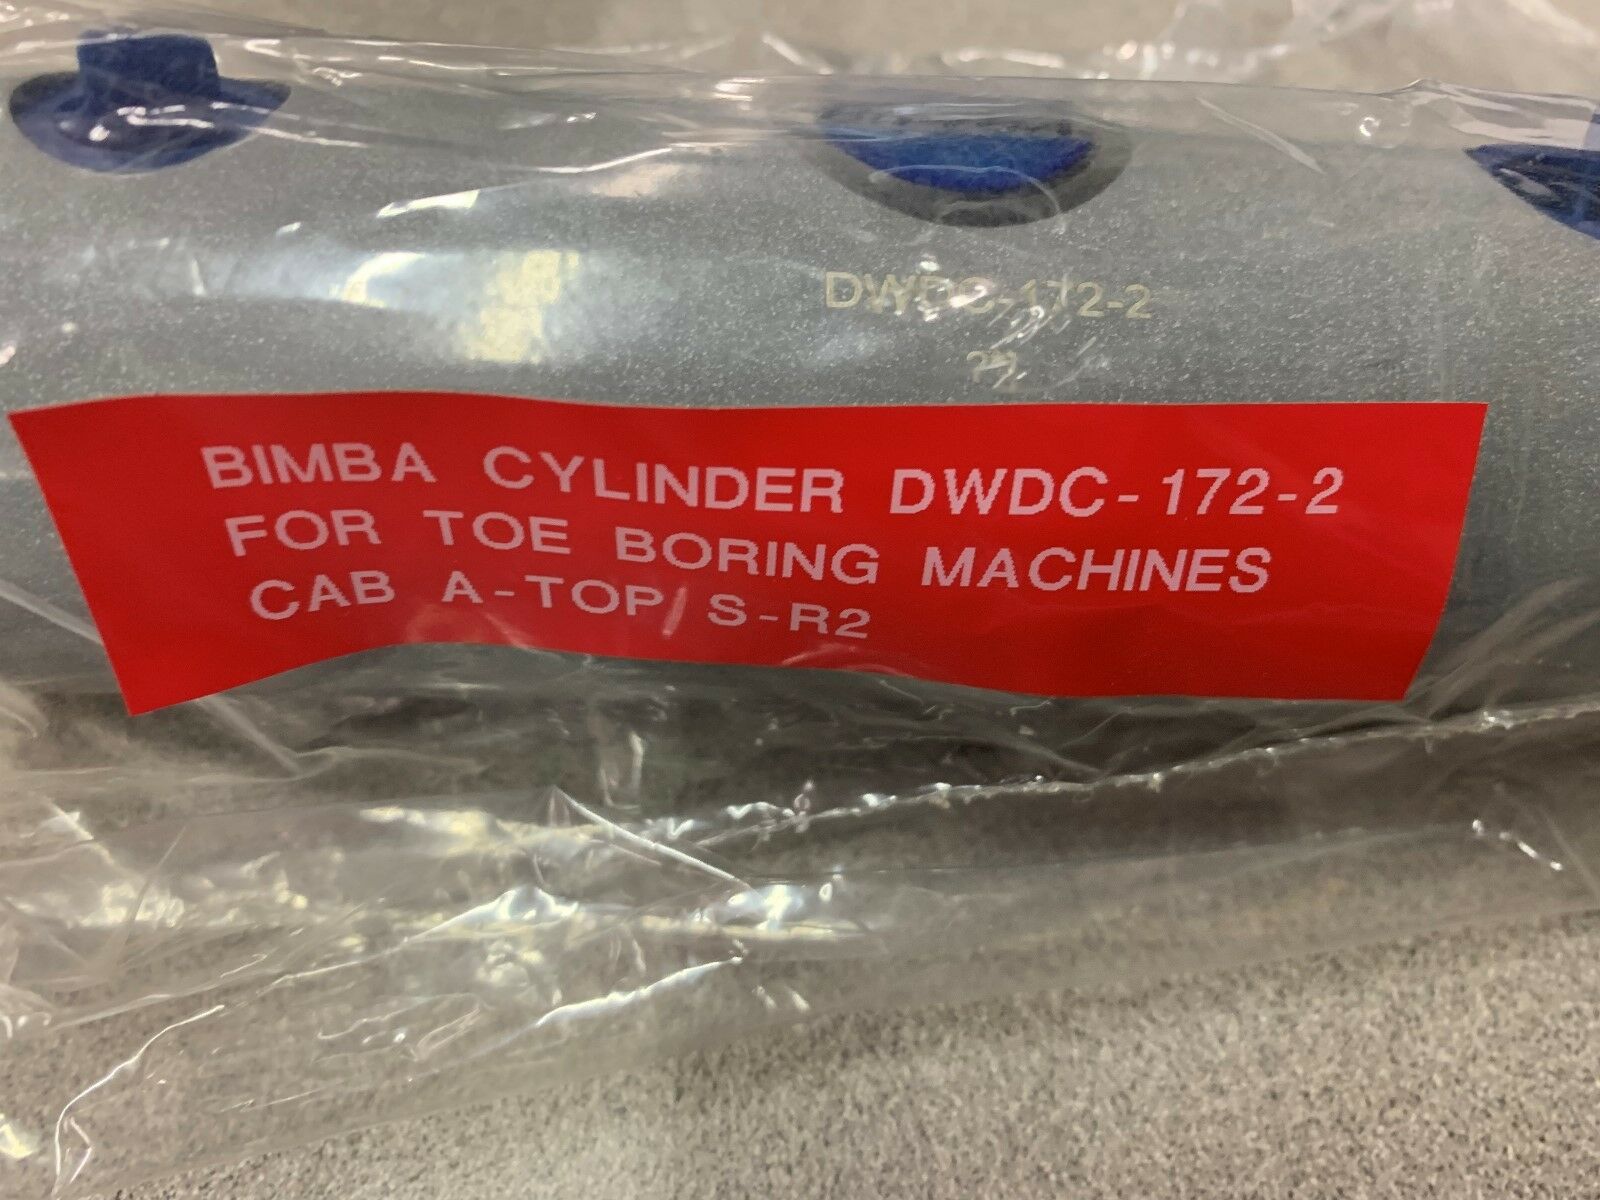 DWDC-172-2
BIMBA CYLINDER DWDC-172-2
FOR TOE BORING MACHINES
CAB A-TOP S-R2